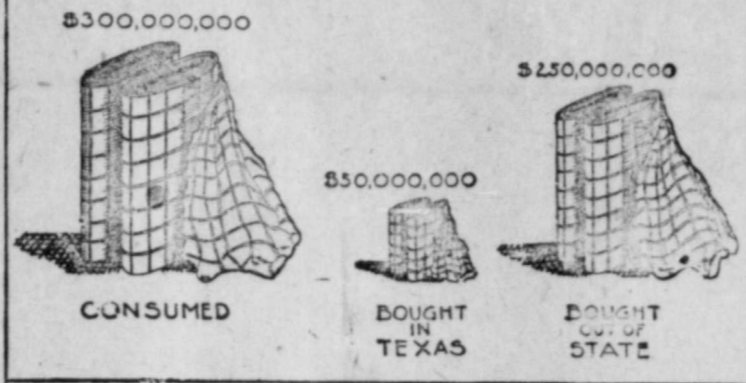 $300,000,000
CONSUMED
$50,000,000
BOUGHT
IN
TEXAS
$250,000,000
BOUGHT
OUT OF
STATE